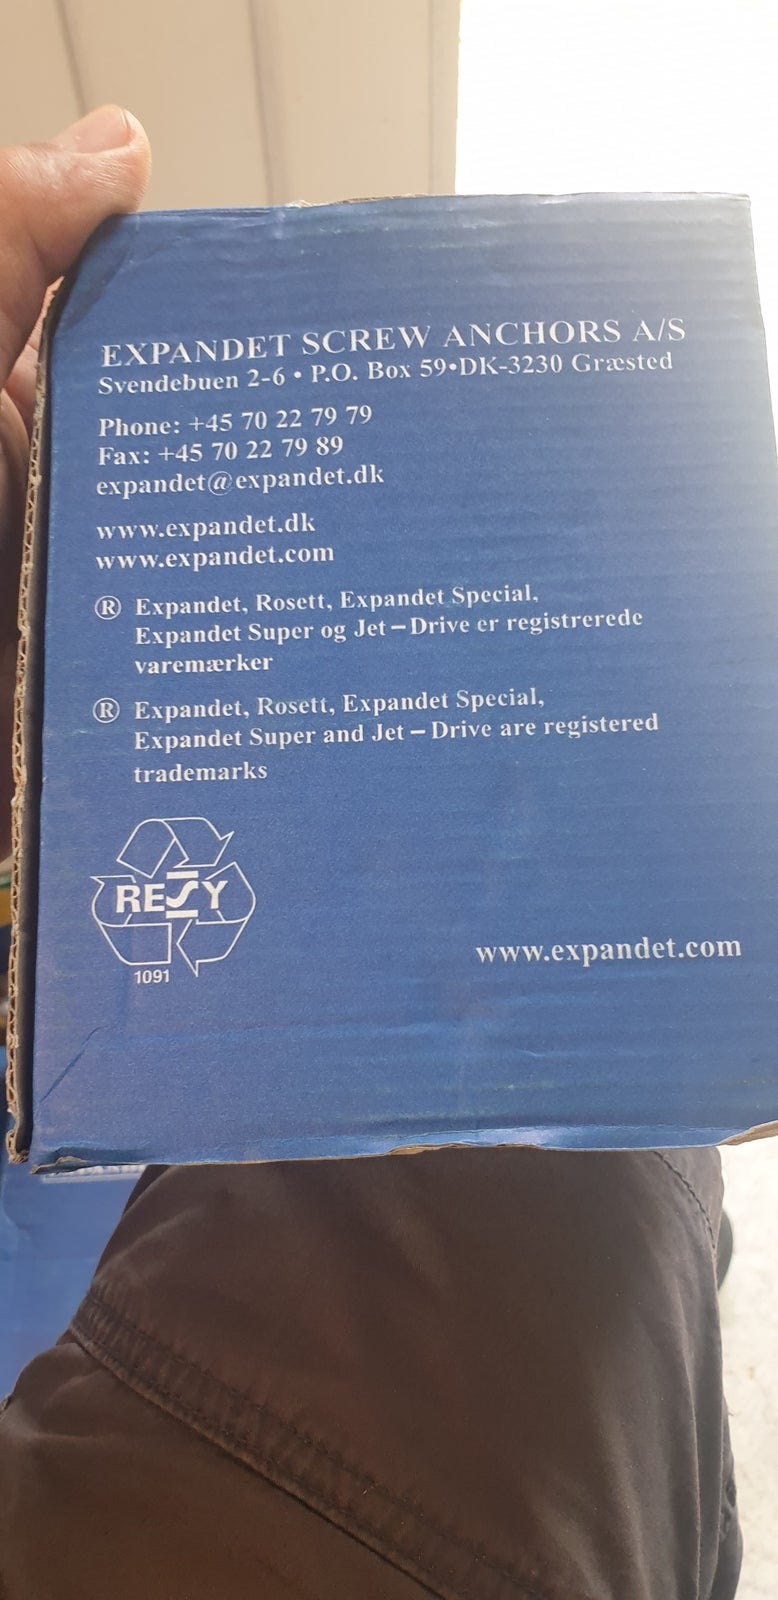 EXPANDET SCREW ANCHORS A/S
Svendebuen 2-6 • P.O. Box 59•DK-3230 Græsted
Phone: +45 70 22 79 79
Fax: +45 70 22 79 89
expandet@expandet.dk
www.expandet.dk
www.expandet.com
® Expandet, Rosett, Expandet Special,
Expandet Super og Jet–Drive er registrerede
varemærker
® Expandet, Rosett, Expandet Special,
Expandet Super and Jet–Drive are registered
trademarks
RESY
1091
www.expandet.com